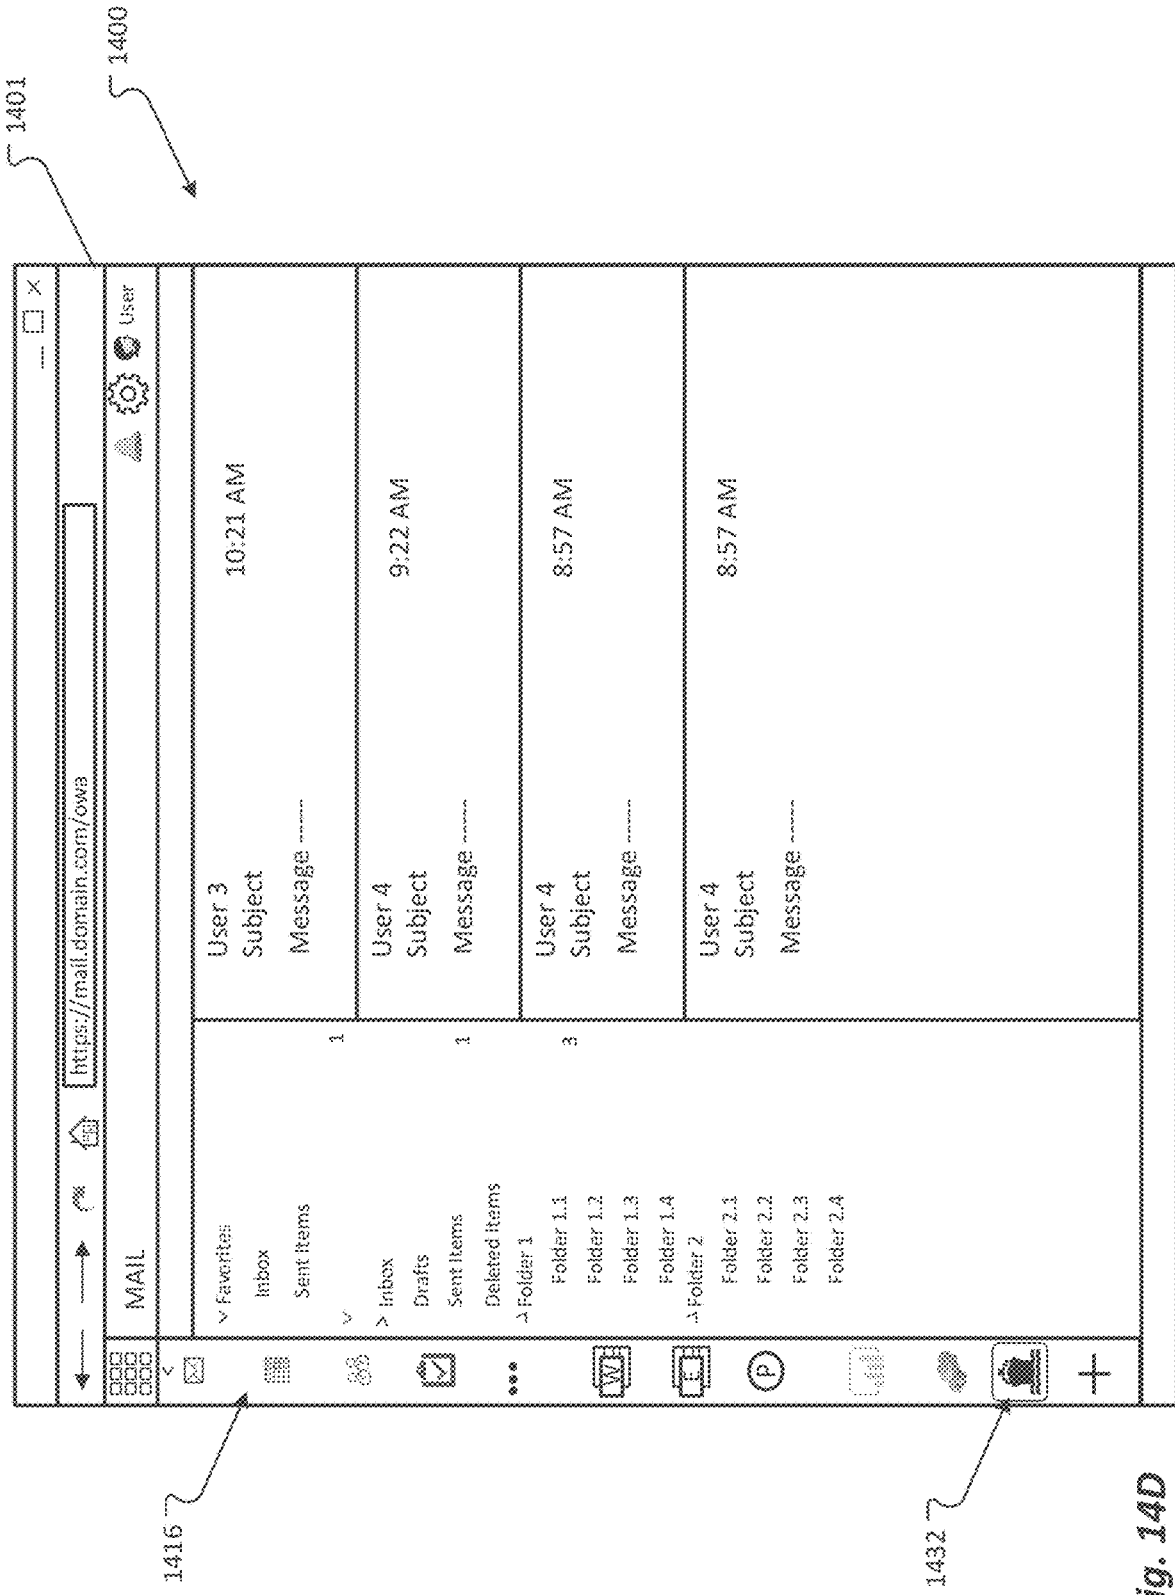 1401
1400
https://mail.domain.com/owa
MAIL
User
1416
Favorites
Inbox
Sent Items
1
Inbox
Drafts
Sent Items 1
Deleted Items
Folder 1 3
Folder 1.1
Folder 1.2
Folder 1.3
Folder 1.4
Folder 2
Folder 2.1
Folder 2.2
Folder 2.3
Folder 2.4
User 3
Subject 10:21 AM
Message -----
User 4
Subject 9:22 AM
Message -----
User 4
Subject 8:57 AM
Message -----
User 4
Subject 8:57 AM
Message -----
W
E
P
1432
ig. 14D